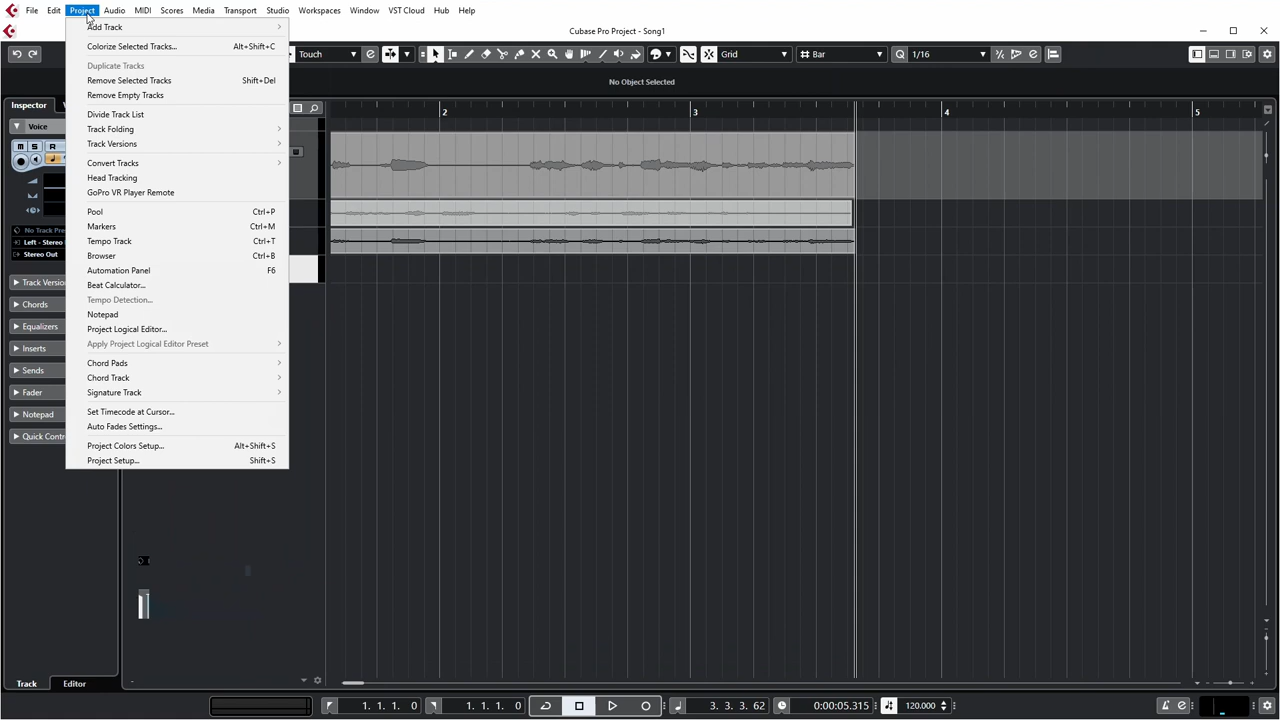 File Edit Project Audio MIDI Scores Media Transport Studio Workspaces Window VST Cloud Hub Help
Cubase Pro Project - Song1
Touch Grid Bar Q 1/16
No Object Selected
Inspector
Voice
M S R
No Track Pre
Left - Stereo
Stereo Out
Track Version
Chords
Equalizers
Inserts
Sends
Fader
Notepad
Quick Contr
Track Editor
Add Track
Colorize Selected Tracks... Alt+Shift+C
Duplicate Tracks
Remove Selected Tracks Shift+Del
Remove Empty Tracks
Divide Track List
Track Folding
Track Versions
Convert Tracks
Head Tracking
GoPro VR Player Remote
Pool Ctrl+P
Markers Ctrl+M
Tempo Track Ctrl+T
Browser Ctrl+B
Automation Panel F6
Beat Calculator...
Tempo Detection...
Notepad
Project Logical Editor...
Apply Project Logical Editor Preset
Chord Pads
Chord Track
Signature Track
Set Timecode at Cursor...
Auto Fades Settings...
Project Colors Setup... Alt+Shift+S
Project Setup... Shift+S
2 3 4 5
1. 1. 1. 0 1. 1. 1. 0 3. 3. 3. 62 0:00:05.315 120.000